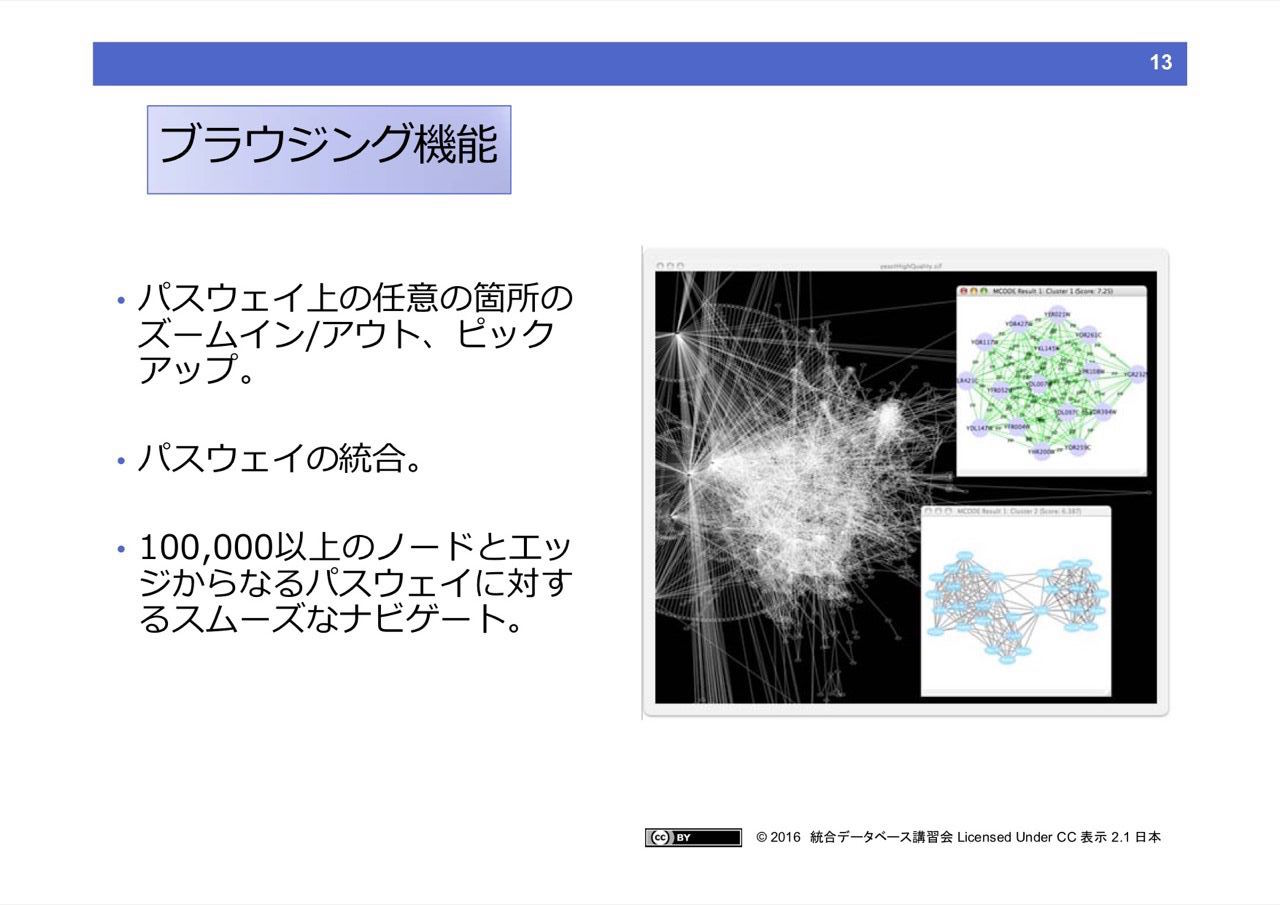 13
ブラウジング機能
• パスウェイ上の任意の箇所の
ズームイン/アウト、ピック
アップ。
• パスウェイの統合。
• 100,000以上のノードとエッ
ジからなるパスウェイに対す
るスムーズなナビゲート。
yeastHighQuality.sif
MCODE Result 1: Cluster 1 (Score: 7.25)
YER021W
YDR427W
YOR261C
YOR117W
YKL145W
YPR108W
YDL007W
YFR052W
YDL097C
YDR394W
YDL147W
YFR004W
YHR200W
YOR259C
MCODE Result 1: Cluster 2 (Score: 6.387)
CC BY
© 2016 統合データベース講習会 Licensed Under CC 表示 2.1 日本